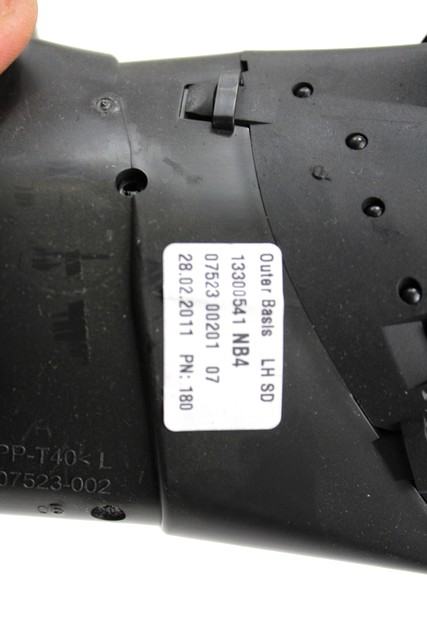 Outer Basis LH SD
13300541 NB4
07523 00201 07
28.02.2011 PN: 180
PP-T40< L
07523-002